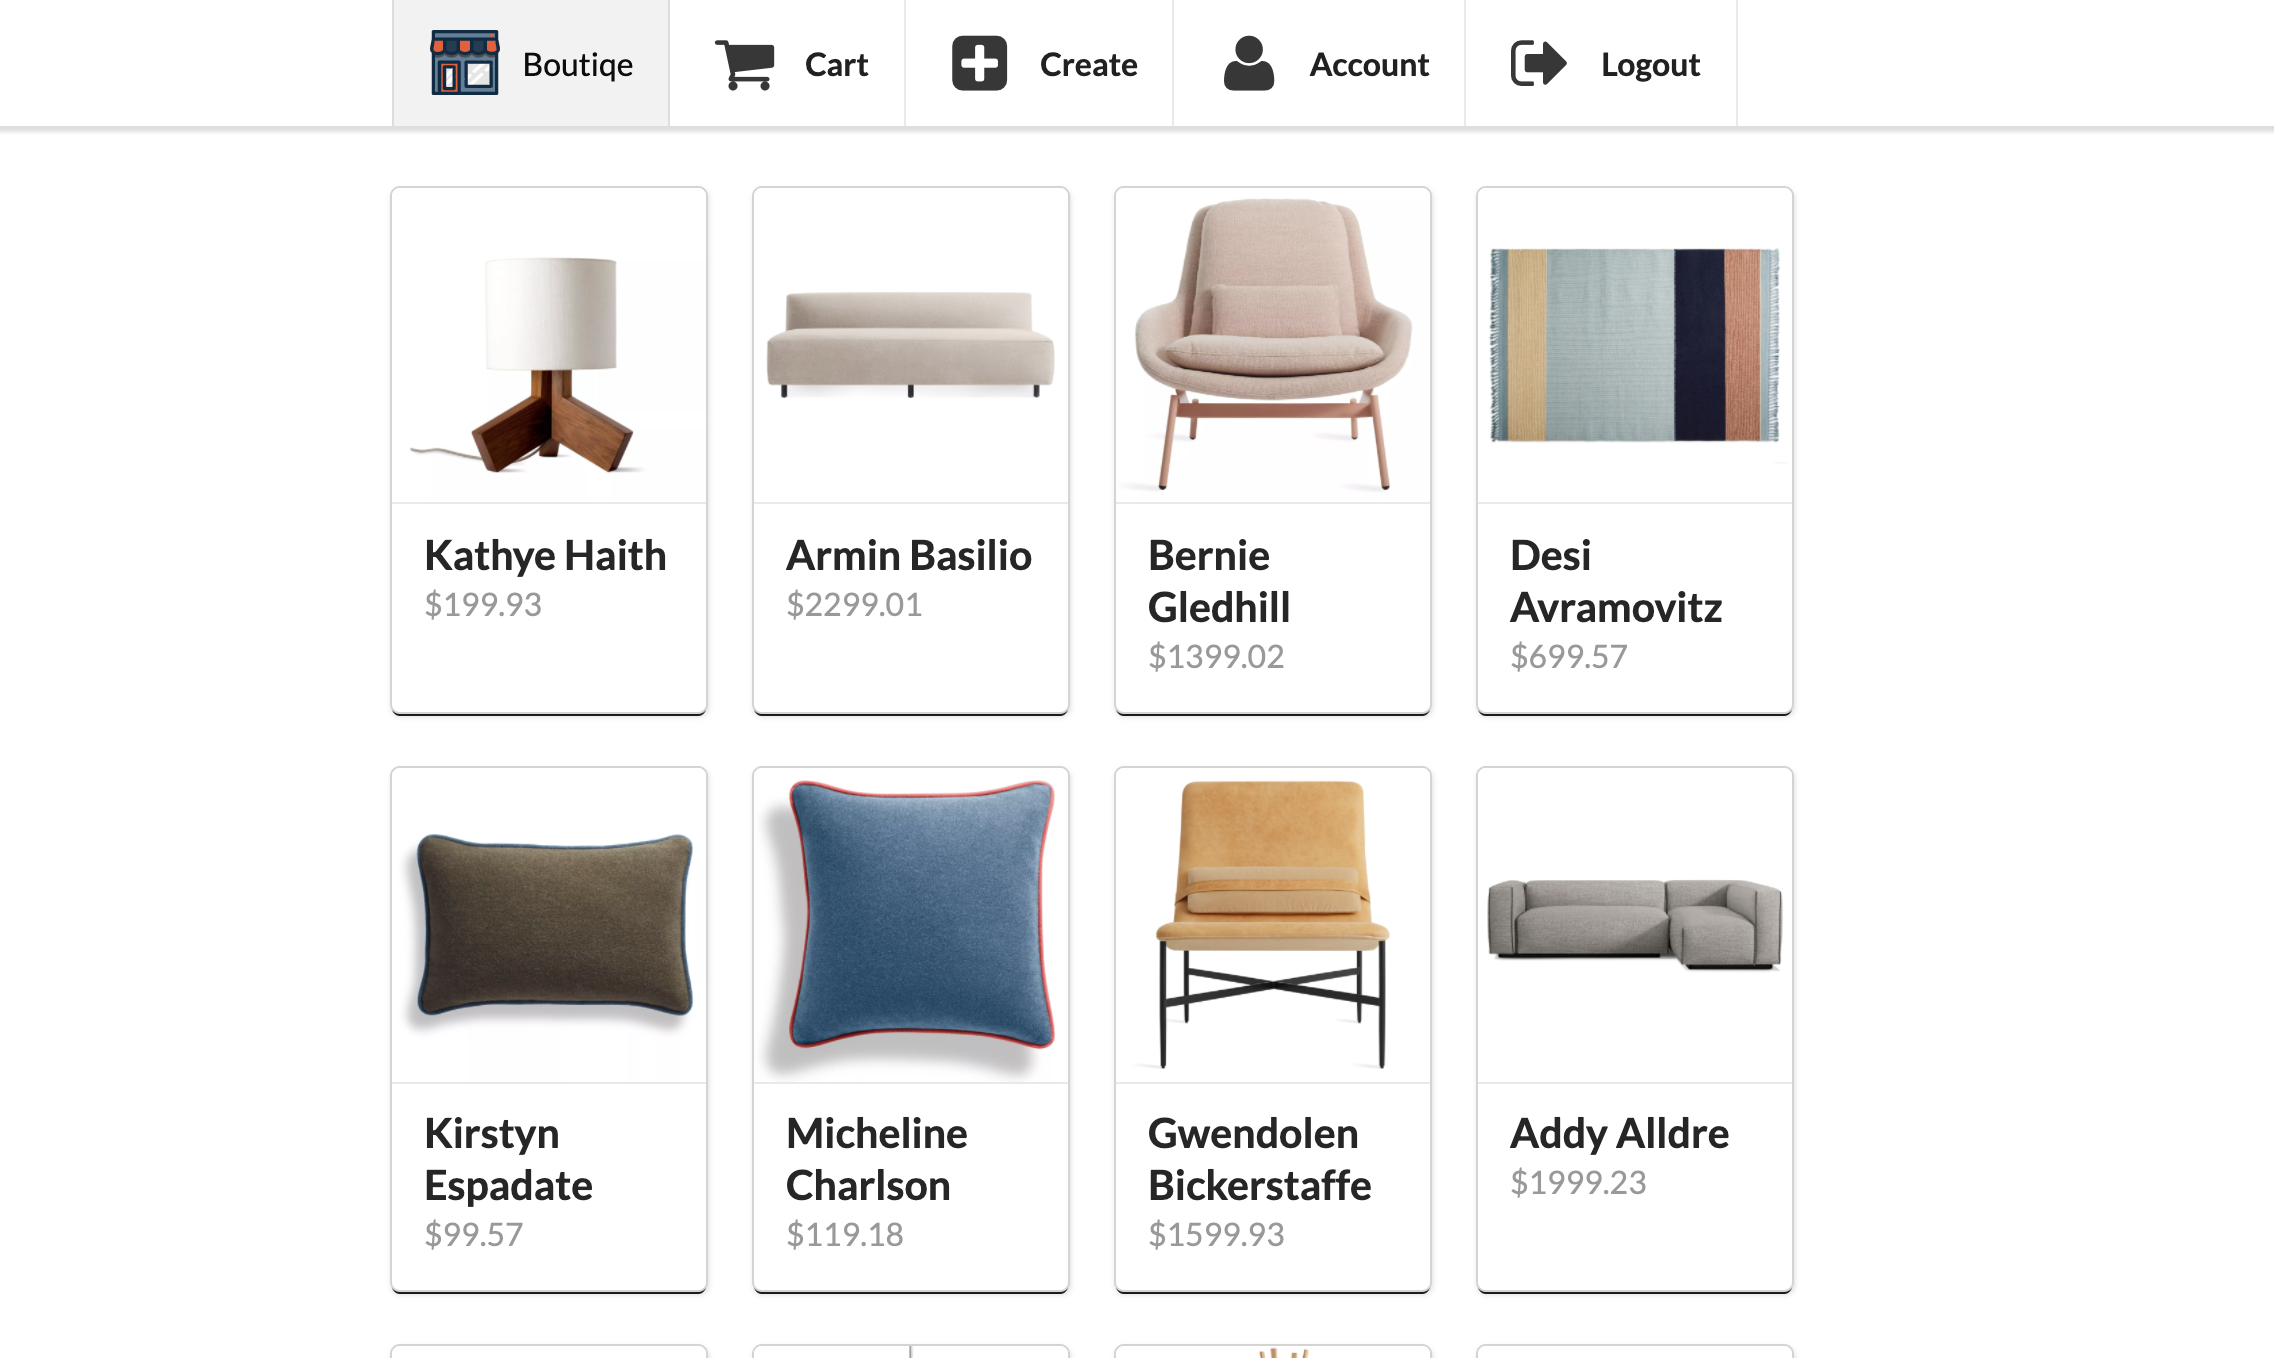 Boutiqe
Cart
Create
Account
Logout
Kathye Haith
$199.93
Armin Basilio
$2299.01
Bernie
Gledhill
$1399.02
Desi
Avramovitz
$699.57
Kirstyn
Espadate
$99.57
Micheline
Charlson
$119.18
Gwendolen
Bickerstaffe
$1599.93
Addy Alldre
$1999.23